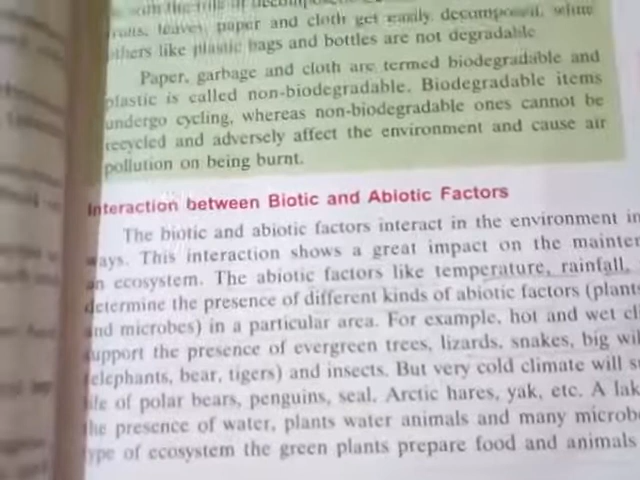 fruits, leaves, paper and cloth get easily decomposed, while
others like plastic bags and bottles are not degradable
Paper, garbage and cloth are termed biodegradable and
plastic is called non-biodegradable. Biodegradable items
undergo cycling, whereas non-biodegradable ones cannot be
recycled and adversely affect the environment and cause air
pollution on being burnt.
Interaction between Biotic and Abiotic Factors
The biotic and abiotic factors interact in the environment in
ways. This interaction shows a great impact on the mainten
an ecosystem. The abiotic factors like temperature, rainfall,
determine the presence of different kinds of abiotic factors (plants
and microbes) in a particular area. For example, hot and wet cli
support the presence of evergreen trees, lizards, snakes, big wil
(elephants, bear, tigers) and insects. But very cold climate will su
life of polar bears, penguins, seal. Arctic hares, yak, etc. A lak
the presence of water, plants water animals and many microbe
type of ecosystem the green plants prepare food and animals